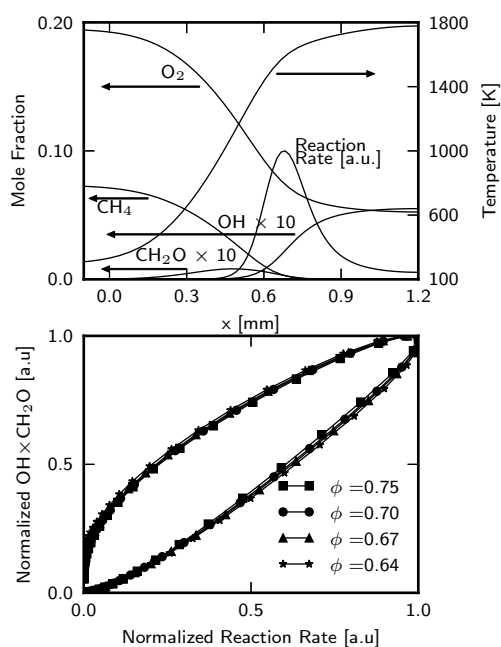 0.20
0.10
0.0
Mole Fraction
1800
1400
1000
600
100
Temperature [K]
O2
Reaction
Rate [a.u.]
CH4
OH × 10
CH2O × 10
0.0 0.3 0.6 0.9 1.2
x [mm]
1.0
0.5
0.0
Normalized OH×CH2O [a.u]
ϕ=0.75
ϕ=0.70
ϕ=0.67
ϕ=0.64
0.0 0.5 1.0
Normalized Reaction Rate [a.u]